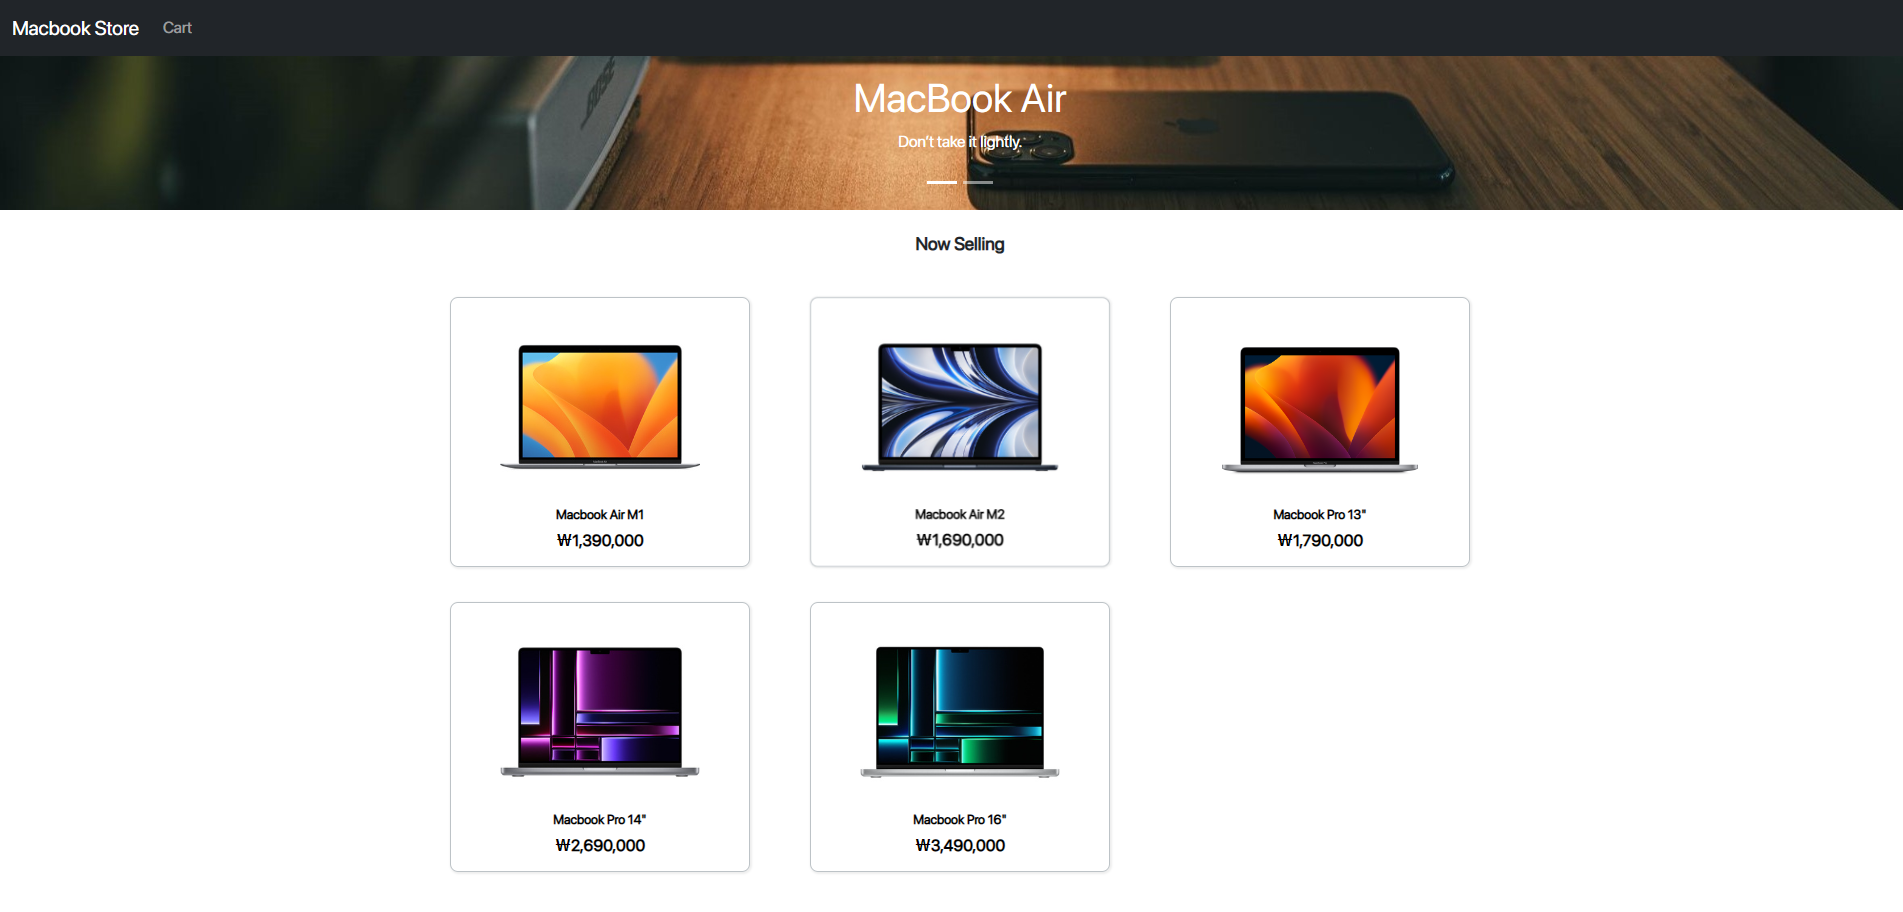 Macbook Store Cart
MacBook Air
Don't take it lightly.
BOSE
Now Selling
Macbook Air M1
₩1,390,000
Macbook Air M2
₩1,690,000
Macbook Pro 13"
₩1,790,000
Macbook Pro 14"
₩2,690,000
Macbook Pro 16"
₩3,490,000